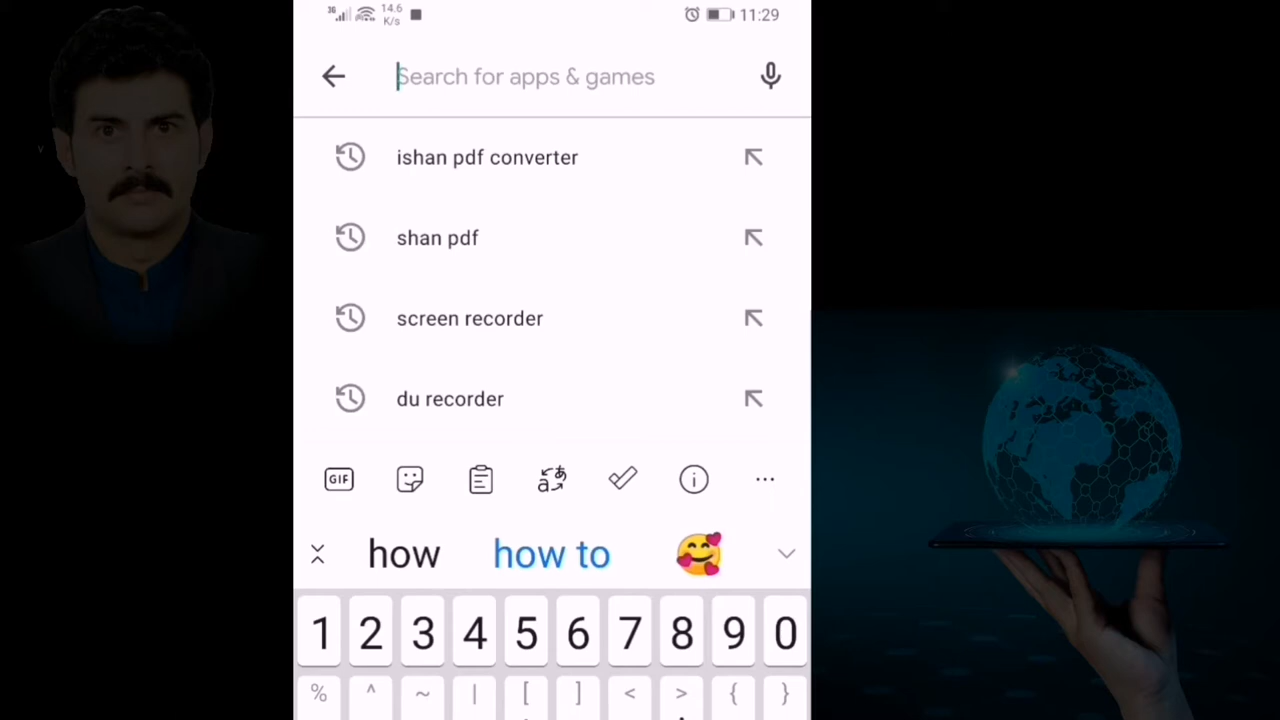 3G 14.6 K/s 11:29
Search for apps & games
ishan pdf converter
shan pdf
screen recorder
du recorder
GIF
how how to
1 2 3 4 5 6 7 8 9 0
% ^ ~ | [ ] < > { }
v